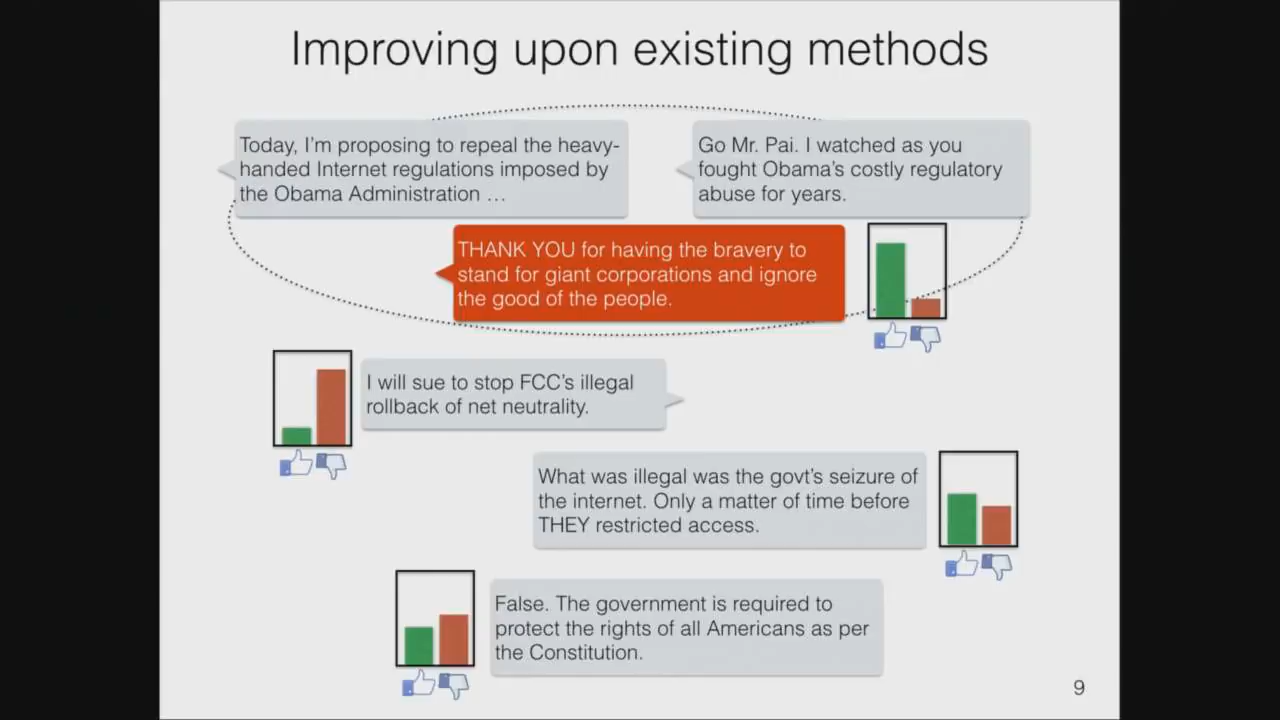 Improving upon existing methods
Today, I'm proposing to repeal the heavy-
handed Internet regulations imposed by
the Obama Administration …
Go Mr. Pai. I watched as you
fought Obama's costly regulatory
abuse for years.
THANK YOU for having the bravery to
stand for giant corporations and ignore
the good of the people.
I will sue to stop FCC's illegal
rollback of net neutrality.
What was illegal was the govt's seizure of
the internet. Only a matter of time before
THEY restricted access.
False. The government is required to
protect the rights of all Americans as per
the Constitution.
9